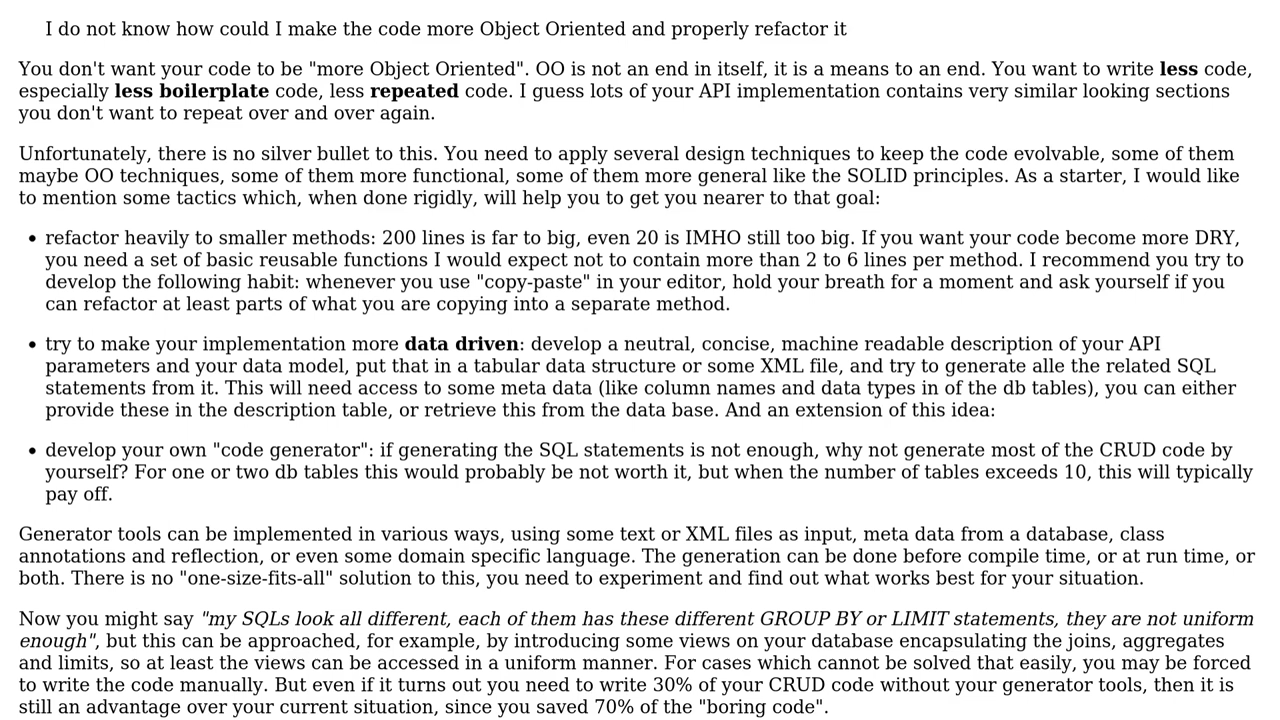 I do not know how could I make the code more Object Oriented and properly refactor it
You don't want your code to be "more Object Oriented". OO is not an end in itself, it is a means to an end. You want to write less code,
especially less boilerplate code, less repeated code. I guess lots of your API implementation contains very similar looking sections
you don't want to repeat over and over again.
Unfortunately, there is no silver bullet to this. You need to apply several design techniques to keep the code evolvable, some of them
maybe OO techniques, some of them more functional, some of them more general like the SOLID principles. As a starter, I would like
to mention some tactics which, when done rigidly, will help you to get you nearer to that goal:
• refactor heavily to smaller methods: 200 lines is far to big, even 20 is IMHO still too big. If you want your code become more DRY,
you need a set of basic reusable functions I would expect not to contain more than 2 to 6 lines per method. I recommend you try to
develop the following habit: whenever you use "copy-paste" in your editor, hold your breath for a moment and ask yourself if you
can refactor at least parts of what you are copying into a separate method.
• try to make your implementation more data driven: develop a neutral, concise, machine readable description of your API
parameters and your data model, put that in a tabular data structure or some XML file, and try to generate alle the related SQL
statements from it. This will need access to some meta data (like column names and data types in of the db tables), you can either
provide these in the description table, or retrieve this from the data base. And an extension of this idea:
• develop your own "code generator": if generating the SQL statements is not enough, why not generate most of the CRUD code by
yourself? For one or two db tables this would probably be not worth it, but when the number of tables exceeds 10, this will typically
pay off.
Generator tools can be implemented in various ways, using some text or XML files as input, meta data from a database, class
annotations and reflection, or even some domain specific language. The generation can be done before compile time, or at run time, or
both. There is no "one-size-fits-all" solution to this, you need to experiment and find out what works best for your situation.
Now you might say "my SQLs look all different, each of them has these different GROUP BY or LIMIT statements, they are not uniform
enough", but this can be approached, for example, by introducing some views on your database encapsulating the joins, aggregates
and limits, so at least the views can be accessed in a uniform manner. For cases which cannot be solved that easily, you may be forced
to write the code manually. But even if it turns out you need to write 30% of your CRUD code without your generator tools, then it is
still an advantage over your current situation, since you saved 70% of the "boring code".